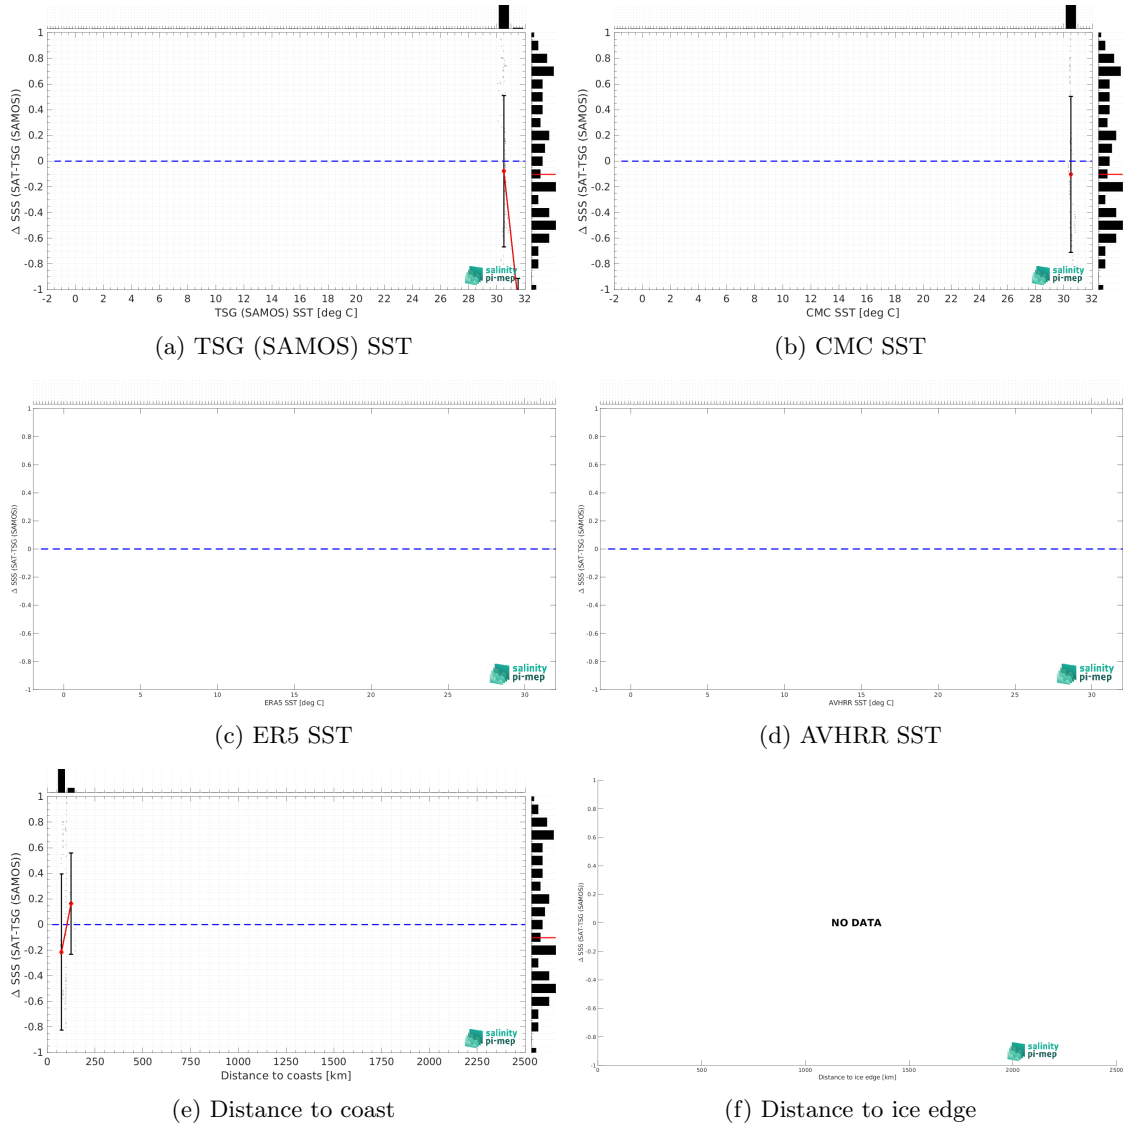 1
0.8
0.6
0.4
0.2
0
-0.2
-0.4
-0.6
-0.8
-1
Δ SSS (SAT-TSG (SAMOS))
-2 0 2 4 6 8 10 12 14 16 18 20 22 24 26 28 30 32
TSG (SAMOS) SST [deg C]
salinity
pi-mep
(a) TSG (SAMOS) SST
1
0.8
0.6
0.4
0.2
0
-0.2
-0.4
-0.6
-0.8
-1
Δ SSS (SAT-TSG (SAMOS))
-2 0 2 4 6 8 10 12 14 16 18 20 22 24 26 28 30 32
CMC SST [deg C]
salinity
pi-mep
(b) CMC SST
1
0.8
0.6
0.4
0.2
0
-0.2
-0.4
-0.6
-0.8
-1
Δ SSS (SAT-TSG (SAMOS))
0 5 10 15 20 25 30
ERA5 SST [deg C]
salinity
pi-mep
(c) ER5 SST
1
0.8
0.6
0.4
0.2
0
-0.2
-0.4
-0.6
-0.8
-1
Δ SSS (SAT-TSG (SAMOS))
0 5 10 15 20 25 30
AVHRR SST [deg C]
salinity
pi-mep
(d) AVHRR SST
1
0.8
0.6
0.4
0.2
0
-0.2
-0.4
-0.6
-0.8
-1
Δ SSS (SAT-TSG (SAMOS))
0 250 500 750 1000 1250 1500 1750 2000 2250 2500
Distance to coasts [km]
salinity
pi-mep
(e) Distance to coast
1
0.8
0.6
0.4
0.2
0
-0.2
-0.4
-0.6
-0.8
-1
Δ SSS (SAT-TSG (SAMOS))
NO DATA
0 500 1000 1500 2000 2500
Distance to ice edge [km]
salinity
pi-mep
(f) Distance to ice edge